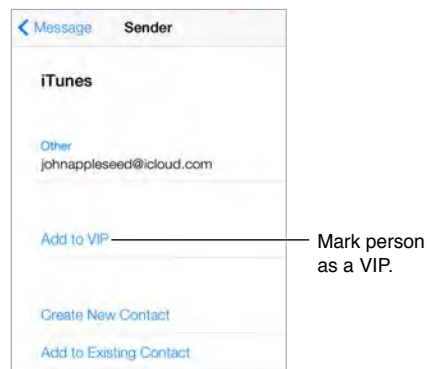 Message Sender
iTunes
Other
johnappleseed@icloud.com
Add to VIP
Mark person
as a VIP.
Create New Contact
Add to Existing Contact